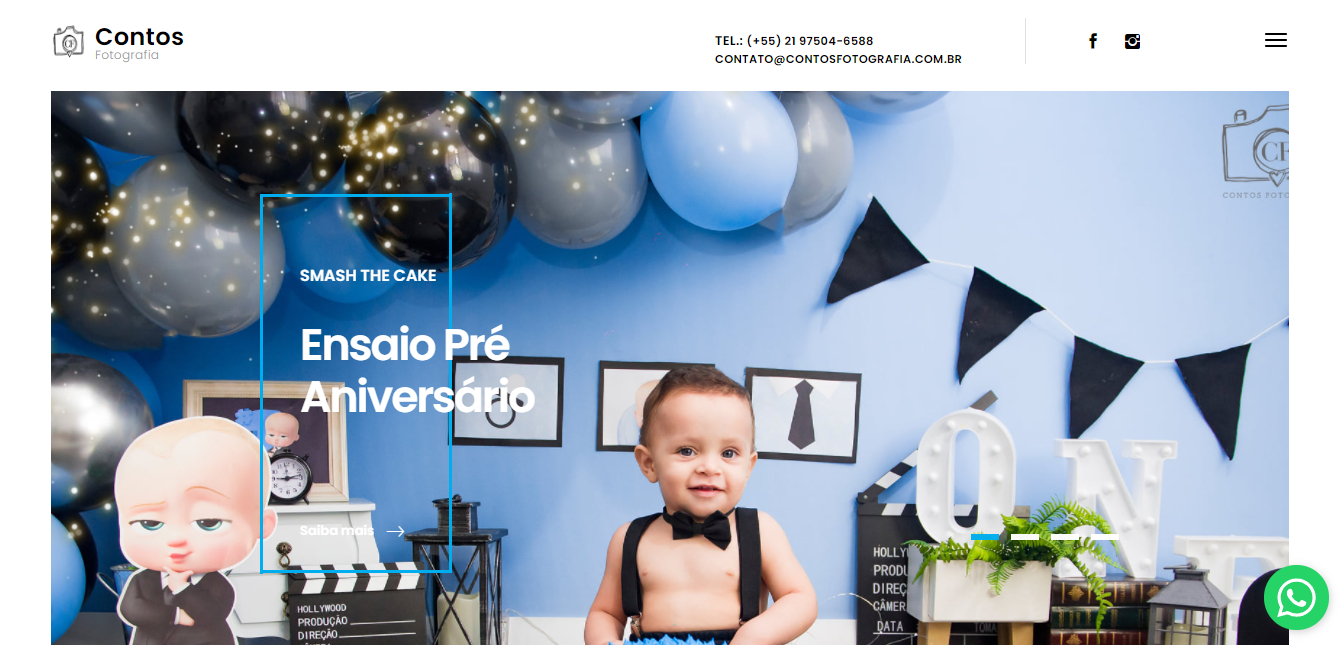 Contos
Fotografia
TEL.: (+55) 21 97504-6588
CONTATO@CONTOSFOTOGRAFIA.COM.BR
CF
CONTOS FOTO
SMASH THE CAKE
Ensaio Pré
Aniversário
Saiba mais
ONE
HOLLYWOOD
PRODUÇÃO
DIREÇÃO
HOLLY
PRODU
DIREÇ
CÂMER
DATA